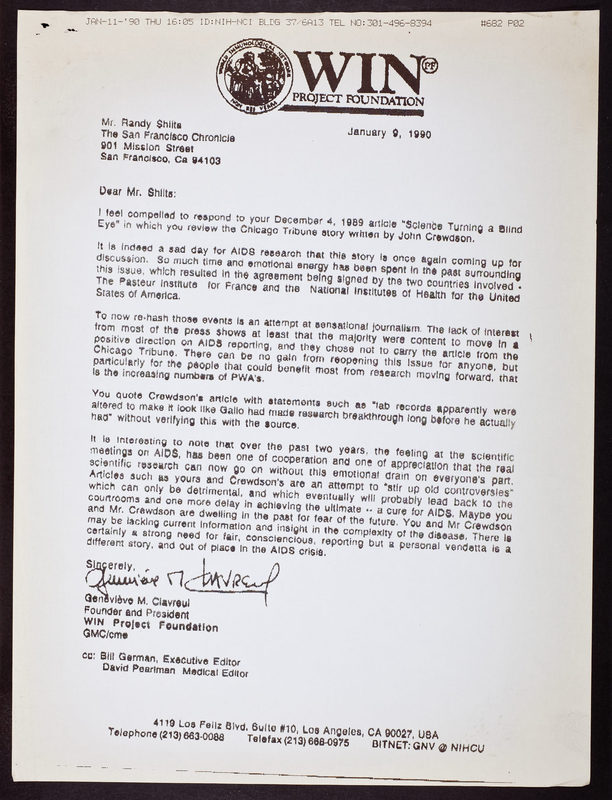 JAN-11-'90 THU 16:05 ID:NIH-NCI BLDG 37/6A13 TEL NO:301-496-8394 #682 P02
WORLD IMMUNOLOGICAL NETWORK
WIN PF
PROJECT FOUNDATION
Mr. Randy Shilts
The San Francisco Chronicle
901 Mission Street
San Francisco, Ca 94103
January 9, 1990
Dear Mr. Shilts:
I feel compelled to respond to your December 4, 1989 article "Science Turning a Blind
Eye" in which you review the Chicago Tribune story written by John Crewdson.
It is indeed a sad day for AIDS research that this story is once again coming up for
discussion. So much time and emotional energy has been spent in the past surrounding
this issue, which resulted in the agreement being signed by the two countries involved -
The Pasteur Institute for France and the National Institutes of Health for the United
States of America.
To now re-hash those events is an attempt at sensational journalism. The lack of interest
from most of the press shows at least that the majority were content to move in a
positive direction on AIDS reporting, and they chose not to carry the article from the
Chicago Tribune. There can be no gain from reopening this issue for anyone, but
particularly for the people that could benefit most from research moving forward, that
is the increasing numbers of PWA's.
You quote Crewdson's article with statements such as "lab records apparently were
altered to make it look like Gallo had made research breakthrough long before he actually
had" without verifying this with the source.
It is interesting to note that over the past two years, the feeling at the scientific
meetings on AIDS, has been one of cooperation and one of appreciation that the real
scientific research can now go on without this emotional drain on everyone's part.
Articles such as yours and Crewdson's are an attempt to "stir up old controversies"
which can only be detrimental, and which eventually will probably lead back to the
courtrooms and one more delay in achieving the ultimate -- a cure for AIDS. Maybe you
and Mr. Crewdson are dwelling in the past for fear of the future. You and Mr Crewdson
may be lacking current information and insight in the complexity of the disease. There is
certainly a strong need for fair, consciencious, reporting but a personal vendetta is a
different story, and out of place in the AIDS crisis.
Sincerely,
Geneviève M Clavreul
Geneviève M. Clavreul
Founder and President
WIN Project Foundation
GMC/cme
cc: Bill German, Executive Editor
David Pearlman Medical Editor
4119 Los Feliz Blvd. Suite #10, Los Angeles, CA 90027, USA
Telephone (213) 663-0088 Telefax (213) 668-0975 BITNET: GNV @ NIHCU